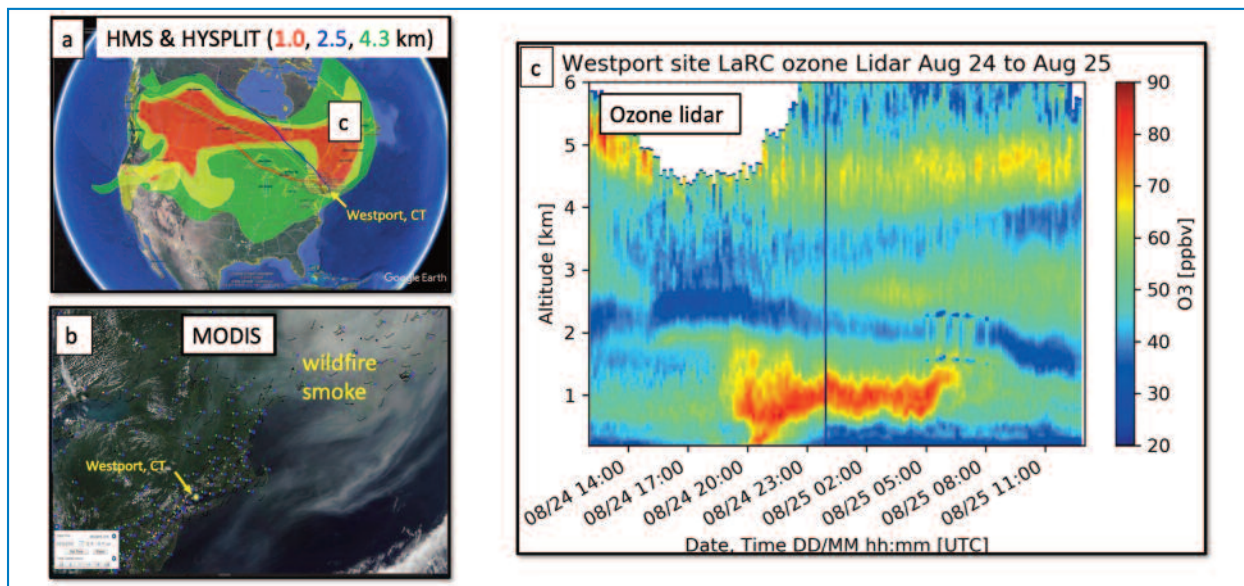 a
HMS & HYSPLIT (1.0, 2.5, 4.3 km)
c
Westport, CT
Google Earth
b
MODIS
wildfire
smoke
Westport, CT
c
Westport site LaRC ozone Lidar Aug 24 to Aug 25
Ozone lidar
Altitude [km]
6
5
4
3
2
1
08/24 14:00
08/24 17:00
08/24 20:00
08/24 23:00
08/25 02:00
08/25 05:00
08/25 08:00
08/25 11:00
Date, Time DD/MM hh:mm [UTC]
90
80
70
60
50
40
30
20
O3 [ppbv]